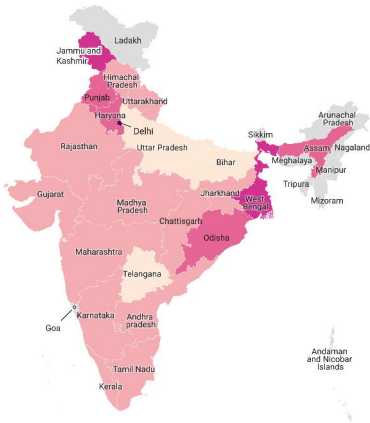 Ladakh
Jammu and
Kashmir
Himachal
Pradesh
Punjab
Uttarakhand
Haryana
Delhi
Arunachal
Pradesh
Sikkim
Rajasthan
Uttar Pradesh
Assam
Nagaland
Bihar
Meghalaya
Manipur
Tripura
Mizoram
Gujarat
Jharkhand
West
Bengal
Madhya
Pradesh
Chattisgarh
Odisha
Maharashtra
Telangana
Goa
Karnataka
Andhra
pradesh
Andaman
and Nicobar
Islands
Tamil Nadu
Kerala